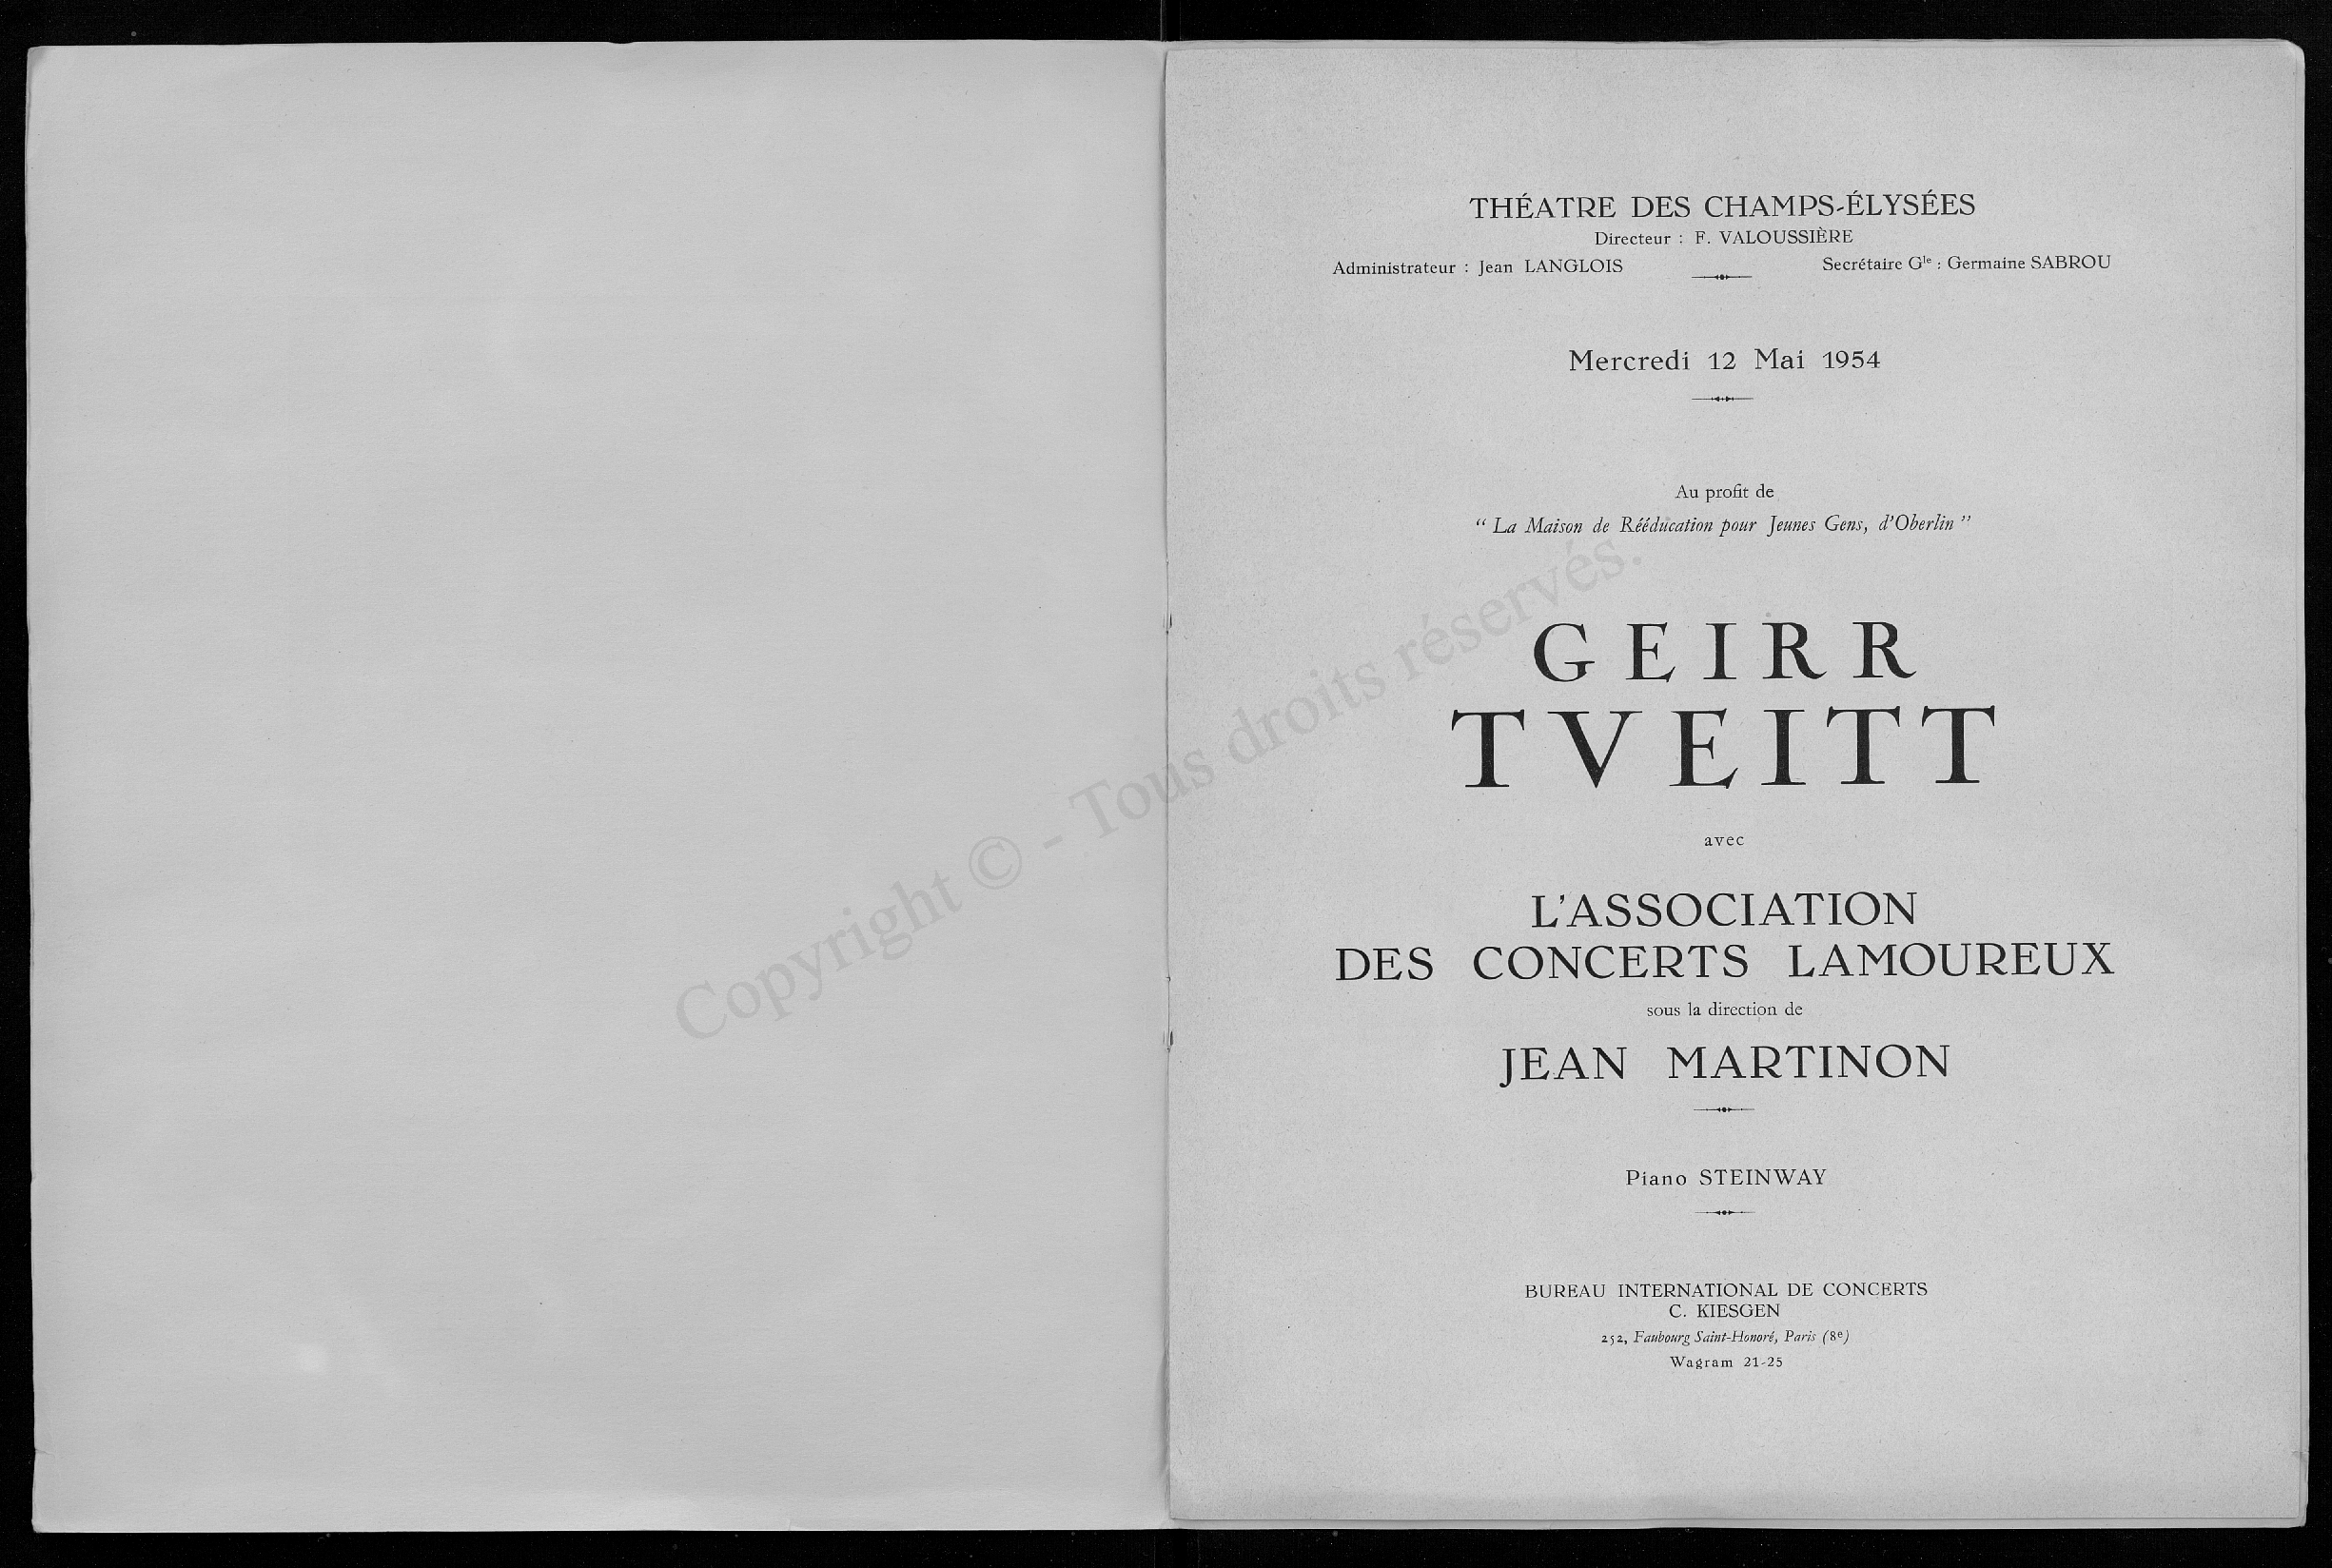 THÉATRE DES CHAMPS-ÉLYSÉES
Directeur : F. VALOUSSIÈRE
Administrateur : Jean LANGLOIS Secrétaire Gle : Germaine SABROU
Mercredi 12 Mai 1954
Au profit de
“ La Maison de Rééducation pour Jeunes Gens, d’Oberlin ”
GEIRR
TVEITT
avec
L’ASSOCIATION
DES CONCERTS LAMOUREUX
sous la direction de
JEAN MARTINON
Piano STEINWAY
BUREAU INTERNATIONAL DE CONCERTS
C. KIESGEN
252, Faubourg Saint-Honoré, Paris (8e)
Wagram 21-25
Copyright © - Tous droits réservés.